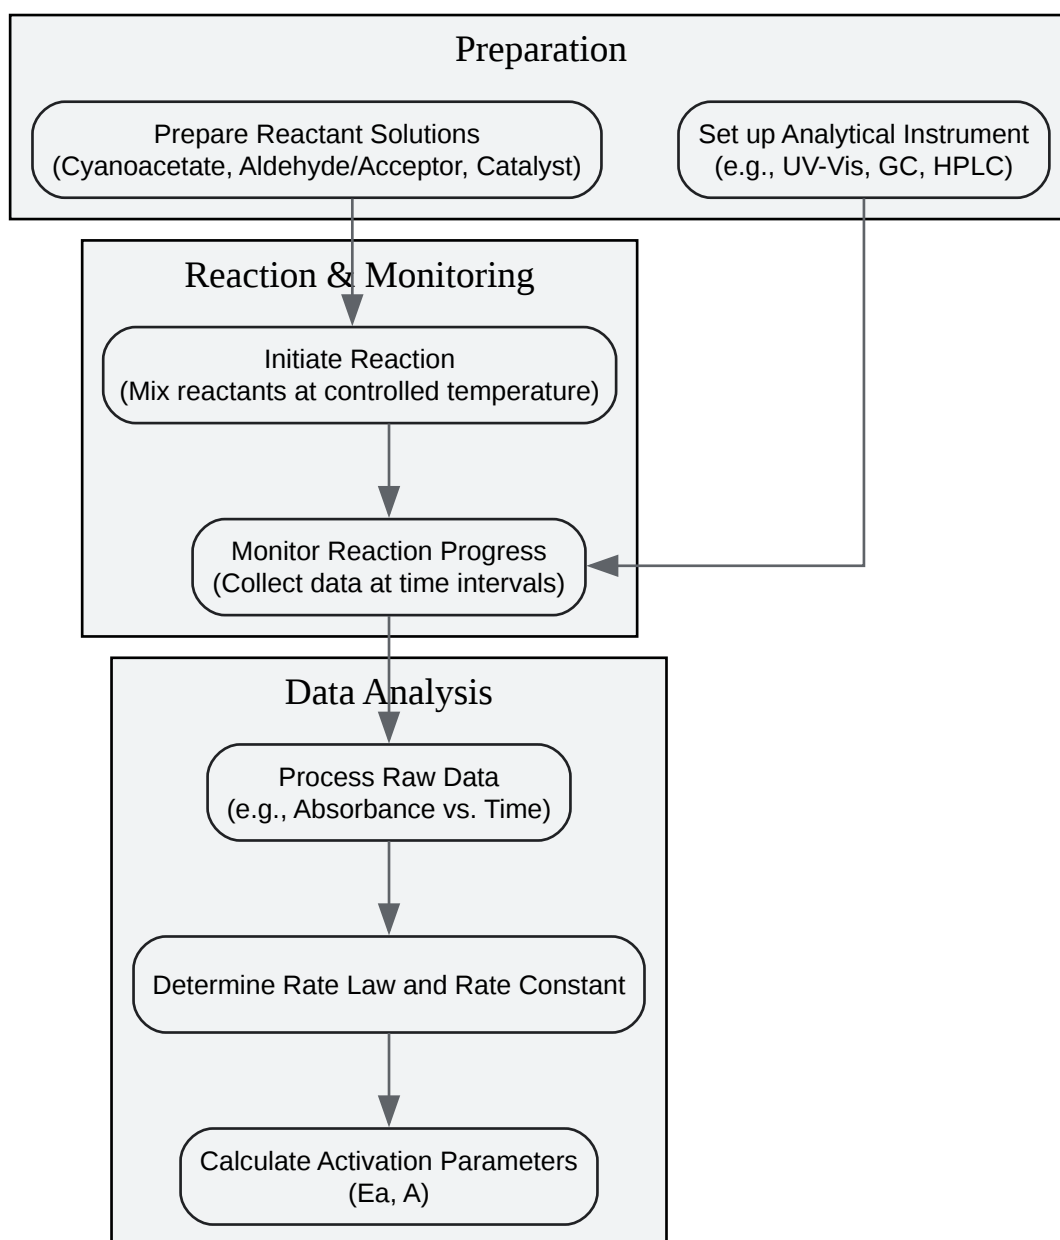 Preparation
Prepare Reactant Solutions
(Cyanoacetate, Aldehyde/Acceptor, Catalyst)
Set up Analytical Instrument
(e.g., UV-Vis, GC, HPLC)
Reaction & Monitoring
Initiate Reaction
(Mix reactants at controlled temperature)
Monitor Reaction Progress
(Collect data at time intervals)
Data Analysis
Process Raw Data
(e.g., Absorbance vs. Time)
Determine Rate Law and Rate Constant
Calculate Activation Parameters
(Ea, A)